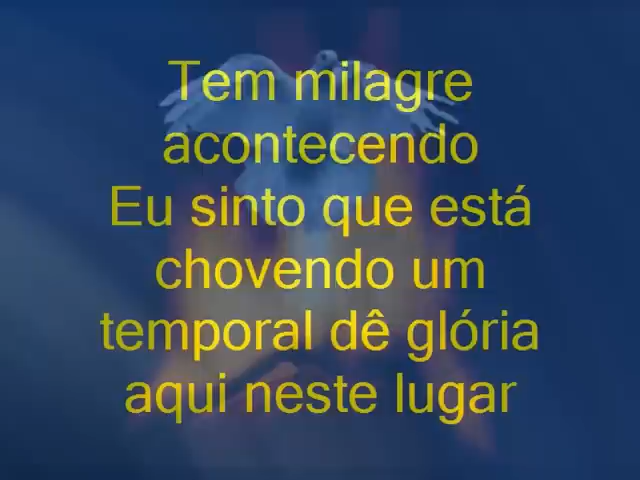 Tem milagre
acontecendo
Eu sinto que está
chovendo um
temporal dê glória
aqui neste lugar